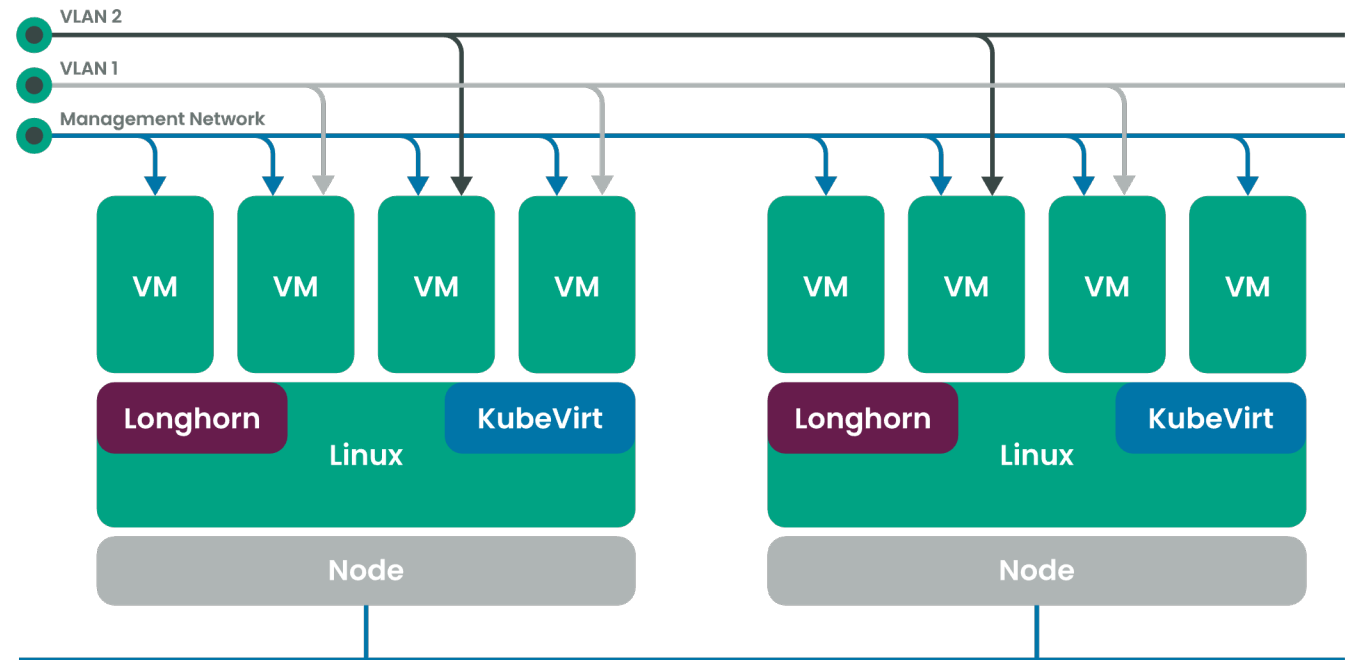 VLAN 2
VLAN 1
Management Network
VM
VM
VM
VM
VM
VM
VM
VM
Longhorn
KubeVirt
Linux
Longhorn
KubeVirt
Linux
Node
Node